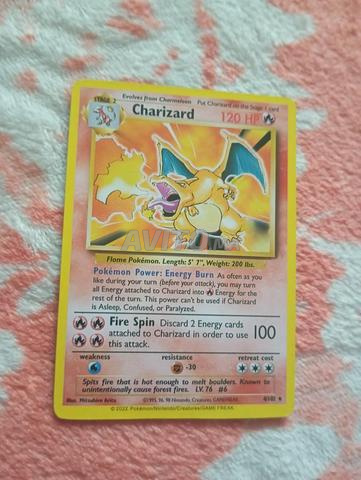 Evolves from Charmeleon Put Charizard on the Stage 1 card
STAGE 2
Charizard 120 HP
Flame Pokémon. Length: 5' 7", Weight: 200 lbs.
Pokémon Power: Energy Burn As often as you
like during your turn (before your attack), you may turn
all Energy attached to Charizard into Energy for the
rest of the turn. This power can't be used if Charizard
is Asleep, Confused, or Paralyzed.
Fire Spin Discard 2 Energy cards
attached to Charizard in order to use
this attack.
100
weakness resistance retreat cost
-30
Spits fire that is hot enough to melt boulders. Known to
unintentionally cause forest fires. LV. 76 #6
Illus. Mitsuhiro Arita
©1995, 96, 98 Nintendo, Creatures, GAMEFREAK.
4/102
©2022 Pokémon/Nintendo/Creatures/GAME FREAK